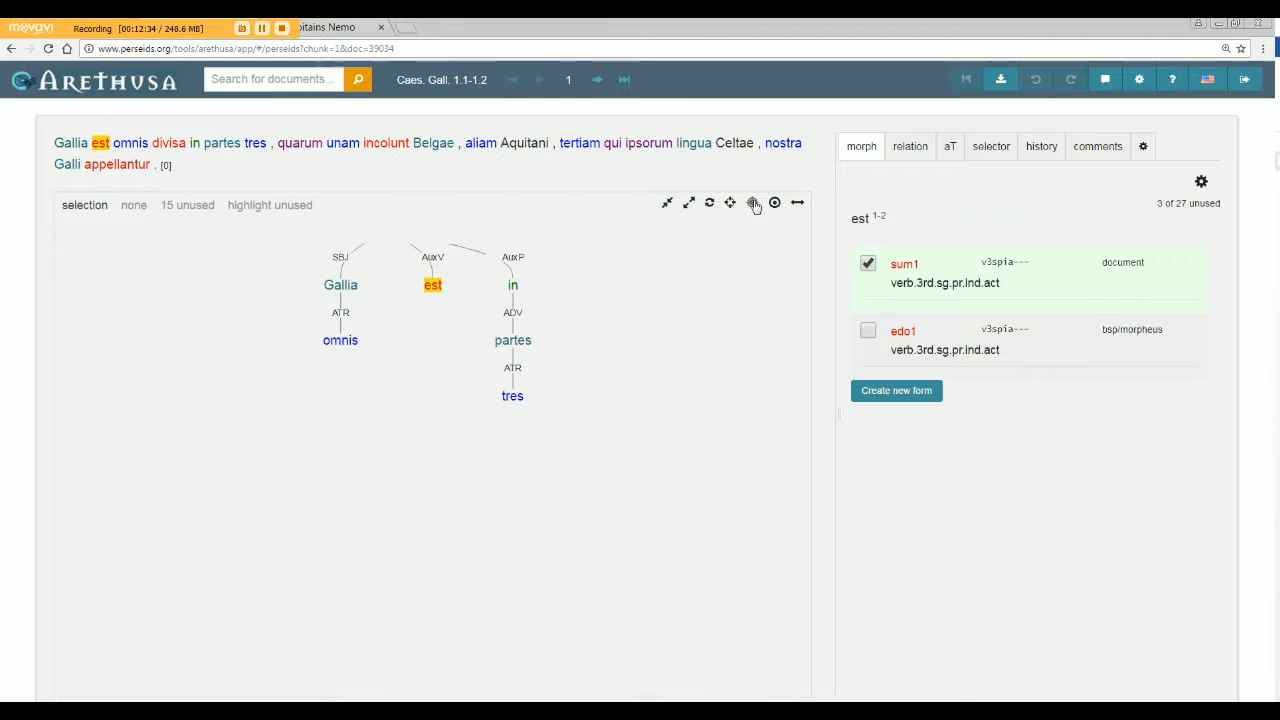 movavi
Recording
[00:12:34 / 248.6 MB]
pitains Nemo
www.perseids.org/tools/arethusa/app/#/perseids?chunk=1&doc=39034
ARETHUSA
Search for documents...
Caes. Gall. 1.1-1.2
1
Gallia est omnis divisa in partes tres , quarum unam incolunt Belgae , aliam Aquitani , tertiam qui ipsorum lingua Celtae , nostra
Galli appellantur . [0]
selection none 15 unused highlight unused
SBJ AuxV AuxP
Gallia est in
ATR ADV
omnis partes
ATR
tres
morph relation aT selector history comments
3 of 27 unused
est 1-2
sum1 v3spia--- document
verb.3rd.sg.pr.ind.act
edo1 v3spia--- bsp/morpheus
verb.3rd.sg.pr.ind.act
Create new form